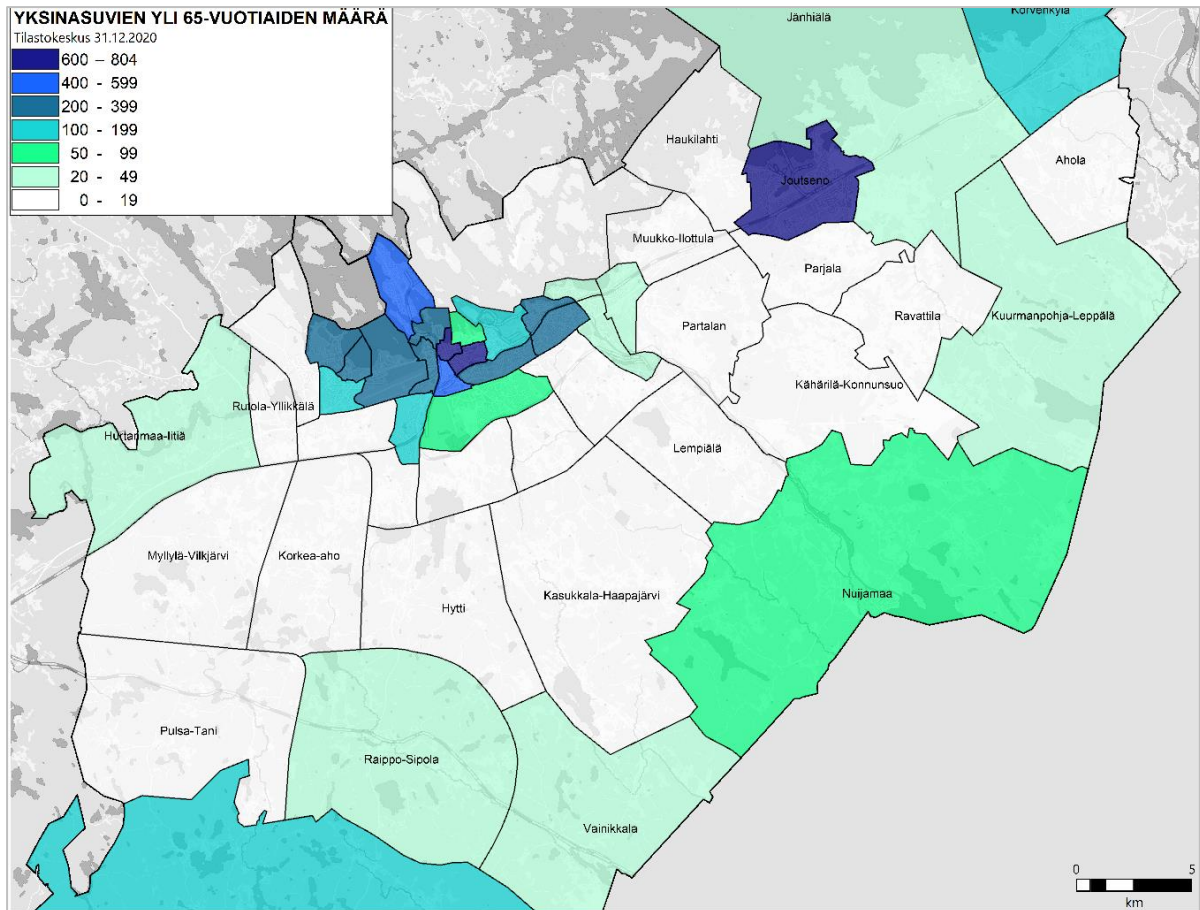 YKSINASUVIEN YLI 65-VUOTIAIDEN MÄÄRÄ
Tilastokeskus 31.12.2020
600 – 804
400 - 599
200 - 399
100 - 199
50 - 99
20 - 49
0 - 19
Jänhiälä
Korvenkylä
Haukilahti
Ahola
Joutseno
Muukko-Ilottula
Parjala
Ravattila
Kuurmanpohja-Leppälä
Partalan
Kähärilä-Konnunsuo
Rutola-Yllikkälä
Hurtanmaa-Iitiä
Lempiälä
Myllylä-Vilkjärvi
Korkea-aho
Hytti
Kasukkala-Haapajärvi
Nuijamaa
Pulsa-Tani
Raippo-Sipola
Vainikkala
0 5
km